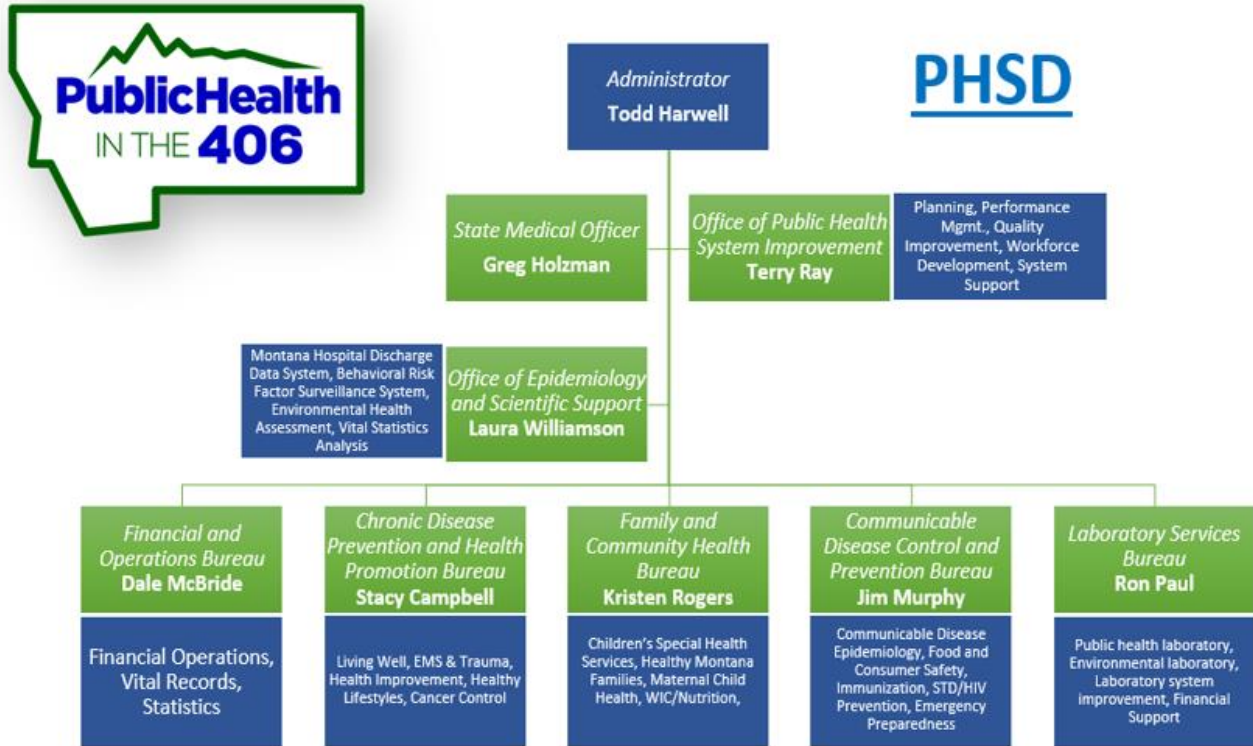 PublicHealth
IN THE 406
Administrator
Todd Harwell
PHSD
State Medical Officer
Greg Holzman
Office of Public Health
System Improvement
Terry Ray
Planning, Performance
Mgmt., Quality
Improvement, Workforce
Development, System
Support
Montana Hospital Discharge
Data System, Behavioral Risk
Factor Surveillance System,
Environmental Health
Assessment, Vital Statistics
Analysis
Office of Epidemiology
and Scientific Support
Laura Williamson
Financial and
Operations Bureau
Dale McBride
Financial Operations,
Vital Records,
Statistics
Chronic Disease
Prevention and Health
Promotion Bureau
Stacy Campbell
Living Well, EMS & Trauma,
Health Improvement, Healthy
Lifestyles, Cancer Control
Family and
Community Health
Bureau
Kristen Rogers
Children's Special Health
Services, Healthy Montana
Families, Maternal Child
Health, WIC/Nutrition,
Communicable
Disease Control and
Prevention Bureau
Jim Murphy
Communicable Disease
Epidemiology, Food and
Consumer Safety,
Immunization, STD/HIV
Prevention, Emergency
Preparedness
Laboratory Services
Bureau
Ron Paul
Public health laboratory,
Environmental laboratory,
Laboratory system
improvement, Financial
Support